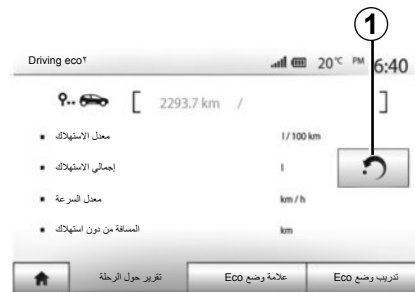 1
Driving eco² 20 °C PM 6:40
[ 2293.7 km / ]
معدل الاستهلاك l / 100 km
إجمالي الاستهلاك l
معدل السرعة km / h
المسافة من دون استهلاك km
تقرير حول الرحلة علامة وضع Eco تدريب وضع Eco